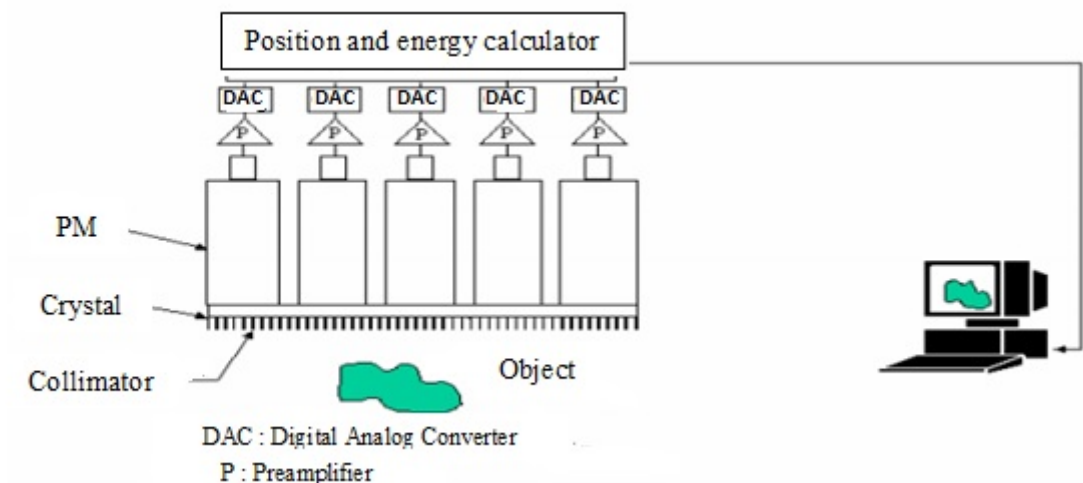 Position and energy calculator
DAC DAC DAC DAC DAC
P P P P P
PM
Crystal
Collimator
Object
DAC : Digital Analog Converter
P : Preamplifier